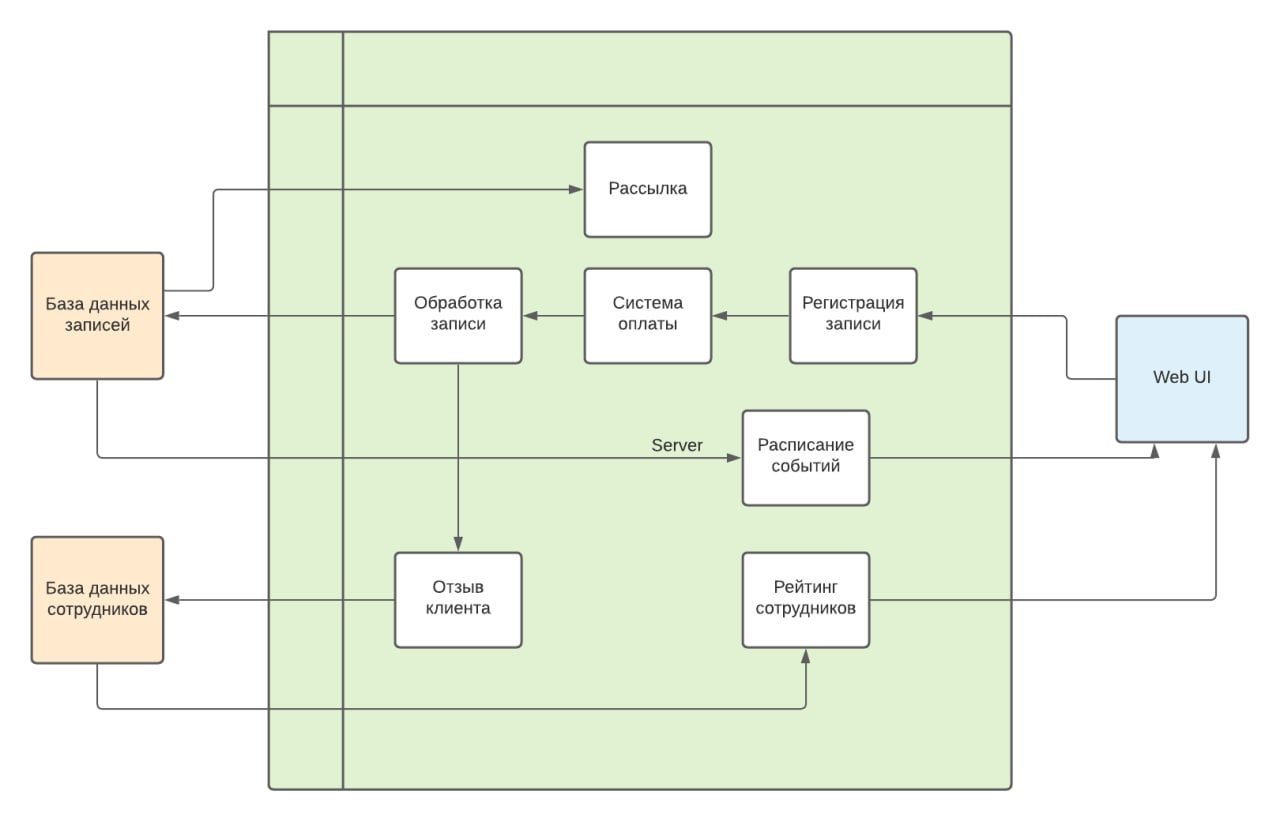 Рассылка
База данных
записей
Обработка
записи
Система
оплаты
Регистрация
записи
Web UI
Server
Расписание
событий
База данных
сотрудников
Отзыв
клиента
Рейтинг
сотрудников